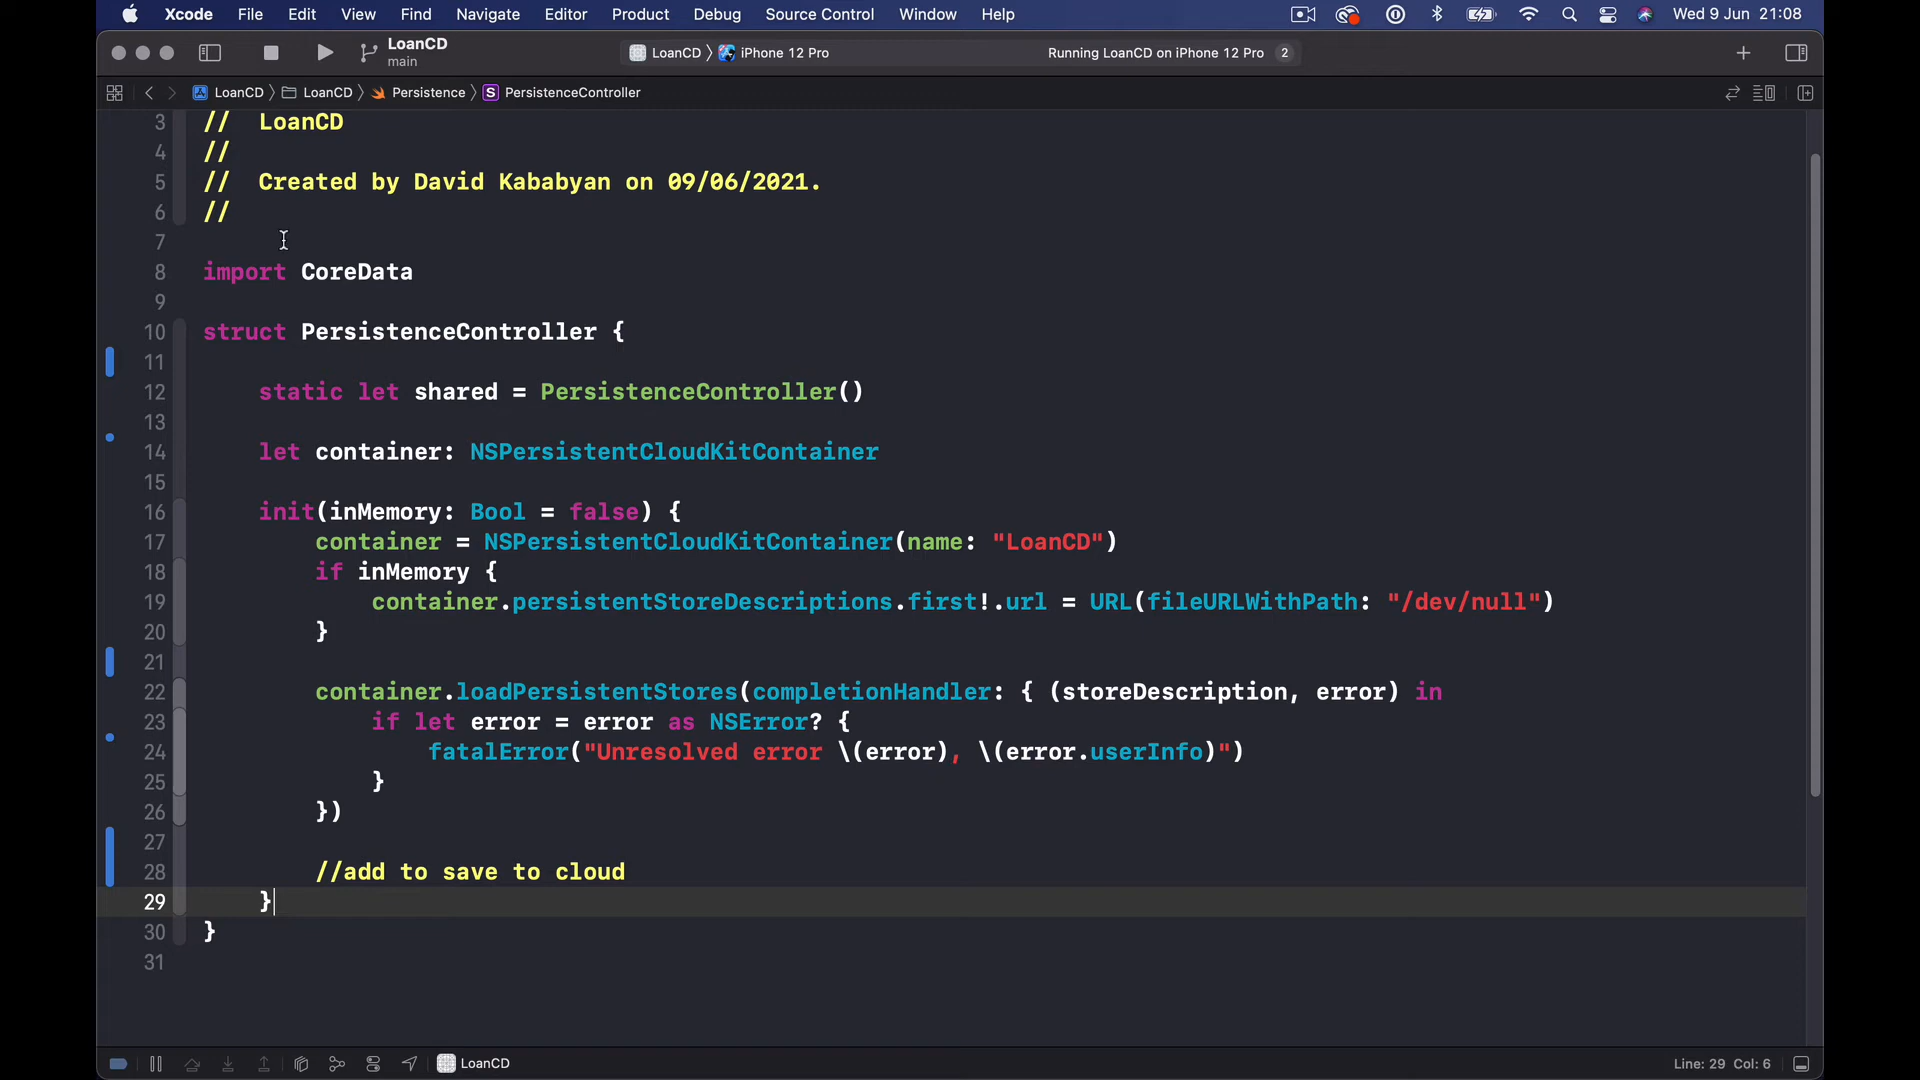 Xcode File Edit View Find Navigate Editor Product Debug Source Control Window Help Wed 9 Jun 21:08
LoanCD
main
LoanCD iPhone 12 Pro Running LoanCD on iPhone 12 Pro 2
LoanCD LoanCD Persistence S PersistenceController
3 // LoanCD
4 //
5 // Created by David Kababyan on 09/06/2021.
6 //
7
8 import CoreData
9
10 struct PersistenceController {
11
12 static let shared = PersistenceController()
13
14 let container: NSPersistentCloudKitContainer
15
16 init(inMemory: Bool = false) {
17 container = NSPersistentCloudKitContainer(name: "LoanCD")
18 if inMemory {
19 container.persistentStoreDescriptions.first!.url = URL(fileURLWithPath: "/dev/null")
20 }
21
22 container.loadPersistentStores(completionHandler: { (storeDescription, error) in
23 if let error = error as NSError? {
24 fatalError("Unresolved error \(error), \(error.userInfo)")
25 }
26 })
27
28 //add to save to cloud
29 }
30 }
31
LoanCD Line: 29 Col: 6